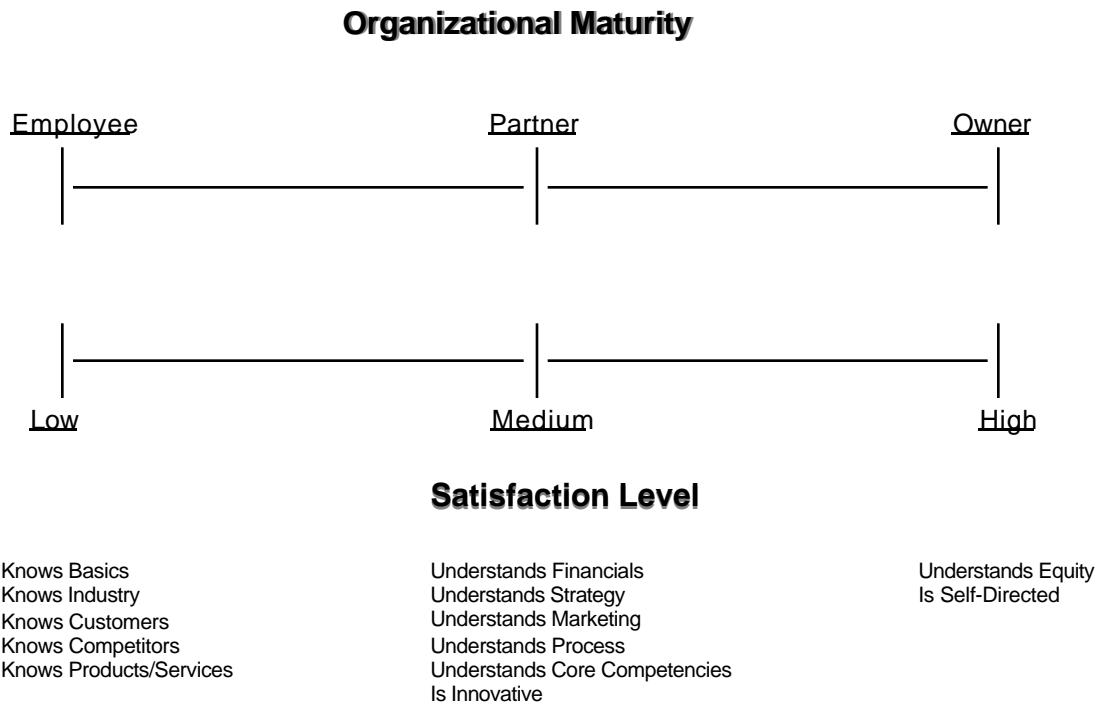 Organizational Maturity
Employee Partner Owner
Low Medium High
Satisfaction Level
Knows Basics
Knows Industry
Knows Customers
Knows Competitors
Knows Products/Services
Understands Financials
Understands Strategy
Understands Marketing
Understands Process
Understands Core Competencies
Is Innovative
Understands Equity
Is Self-Directed